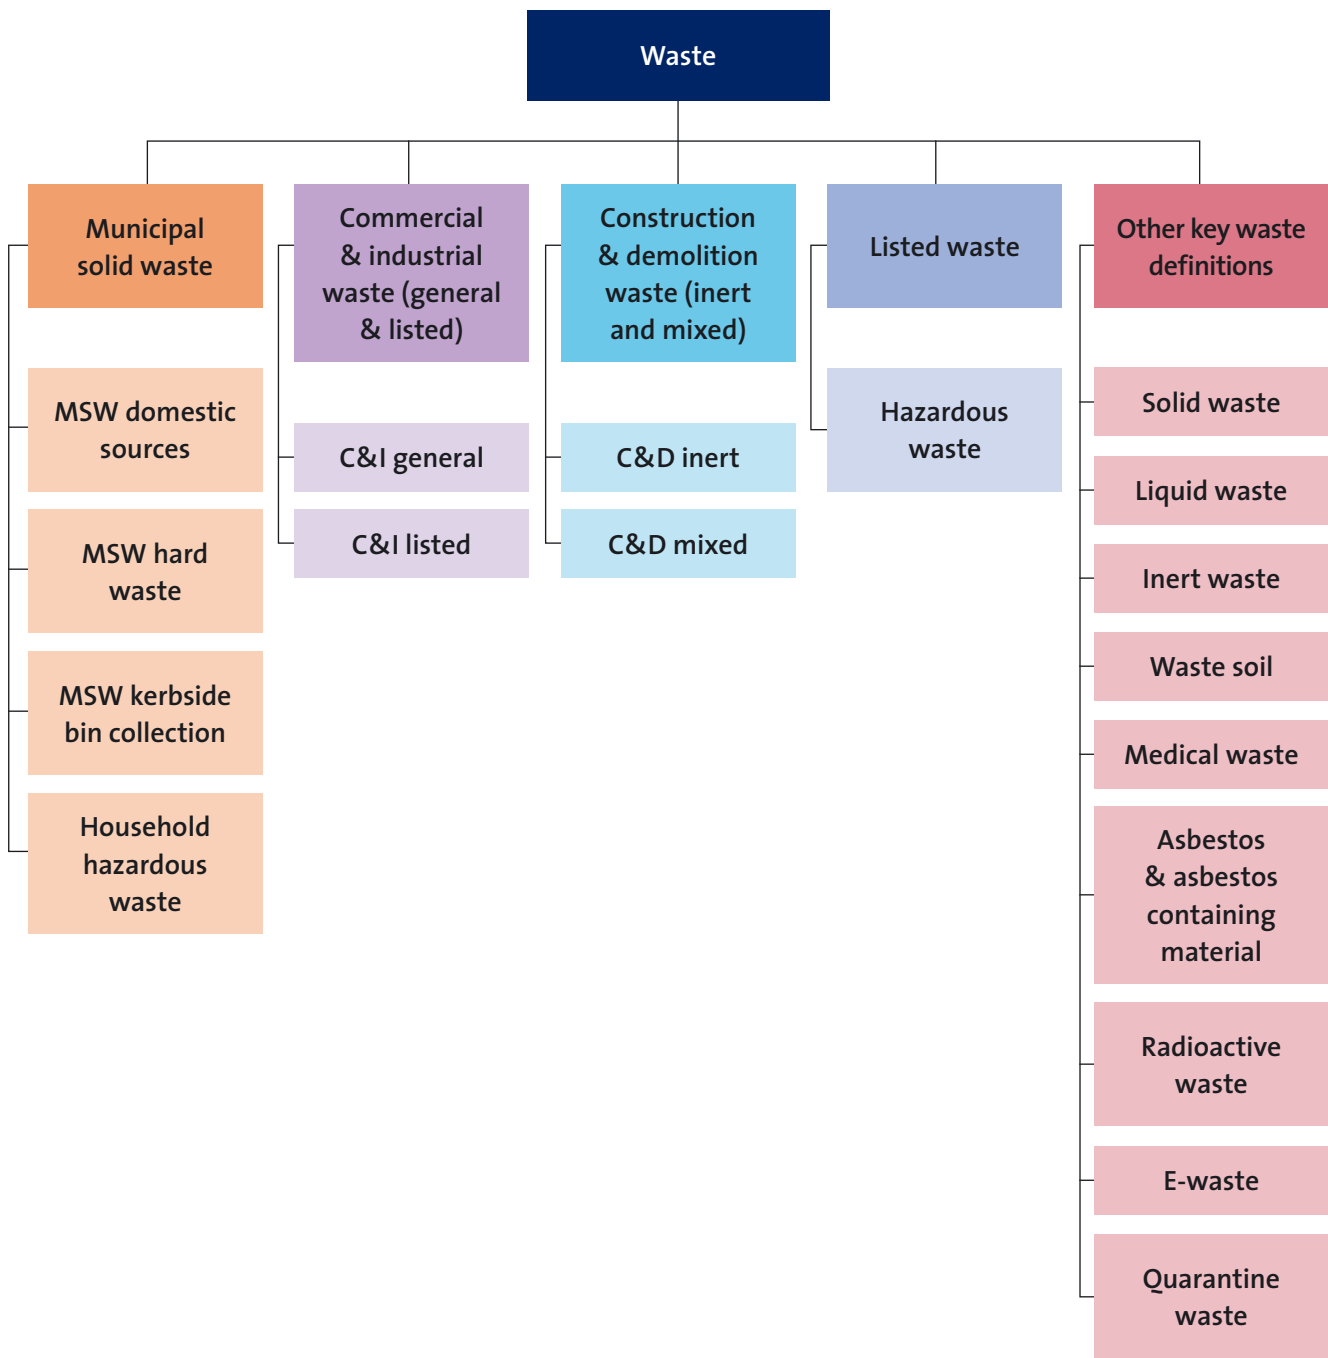 Waste
Municipal
solid waste
MSW domestic
sources
MSW hard
waste
MSW kerbside
bin collection
Household
hazardous
waste
Commercial
& industrial
waste (general
& listed)
C&I general
C&I listed
Construction
& demolition
waste (inert
and mixed)
C&D inert
C&D mixed
Listed waste
Hazardous
waste
Other key waste
definitions
Solid waste
Liquid waste
Inert waste
Waste soil
Medical waste
Asbestos
& asbestos
containing
material
Radioactive
waste
E-waste
Quarantine
waste